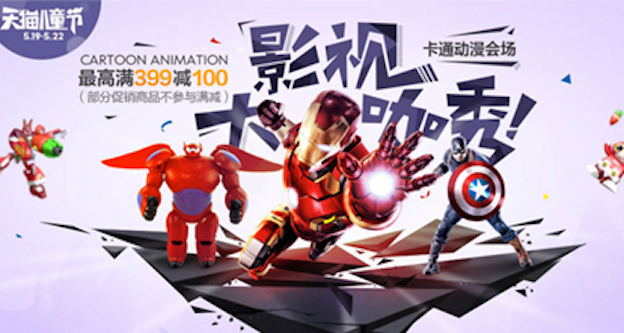 天猫儿童节
5.19-5.22
CARTOON ANIMATION
最高满399减100
(部分促销商品不参与满减)
影视
大咖秀!
卡通动漫会场